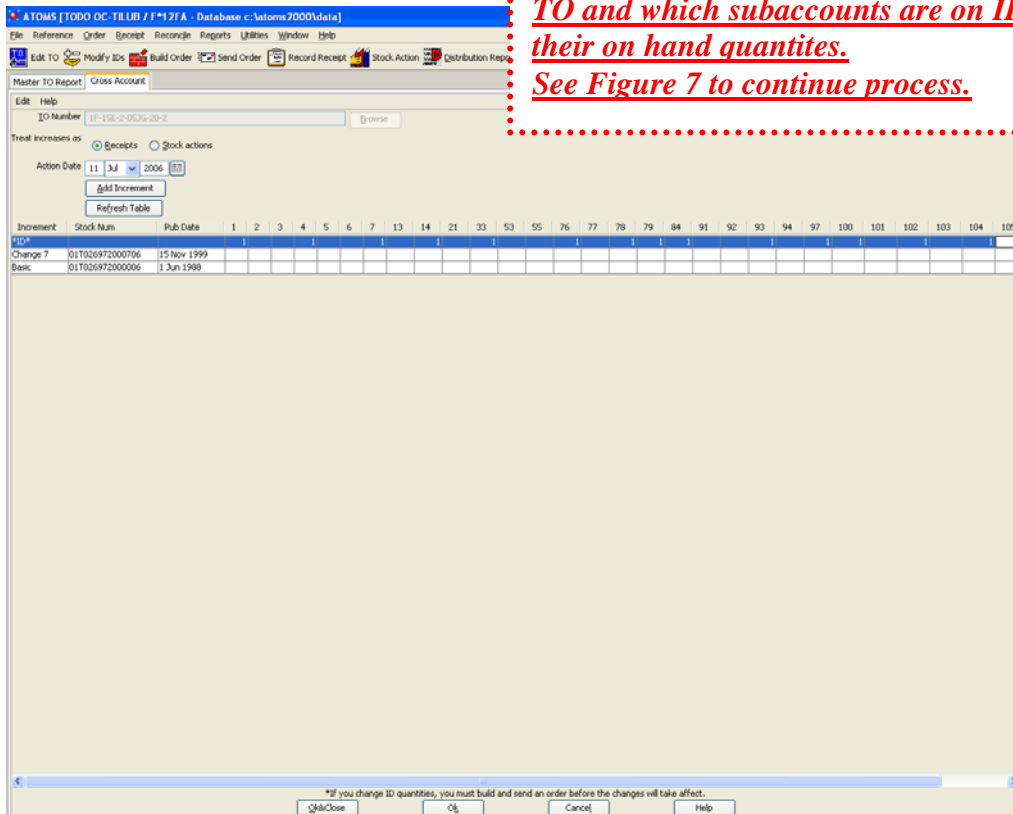 ATOMS [TODO OC-TILUB / F*12FA - Database c:\atoms2000\data]
TO and which subaccounts are on ID
their on hand quantites.
See Figure 7 to continue process.
File Reference Order Receipt Reconcile Reports Utilities Window Help
Edit TO Modify IDs Build Order Send Order Record Receipt Stock Action Distribution Repo
Master TO Report Cross Account
Edit Help
TO Number 1F-15E-2-05JG-20-2 Browse
Treat increases as Receipts Stock actions
Action Date 11 Jul 2006
Add Increment
Refresh Table
Increment Stock Num Pub Date 1 2 3 4 5 6 7 13 14 21 33 53 55 76 77 78 79 84 91 92 93 94 97 100 101 102 103 104 105
*ID* 1 1 1 1 1 1 1 1 1 1 1 1 1 1
Change 7 01T026972000706 15 Nov 1999
Basic 01T026972000006 1 Jun 1988
*If you change ID quantities, you must build and send an order before the changes will take affect.
Ok&Close Ok Cancel Help